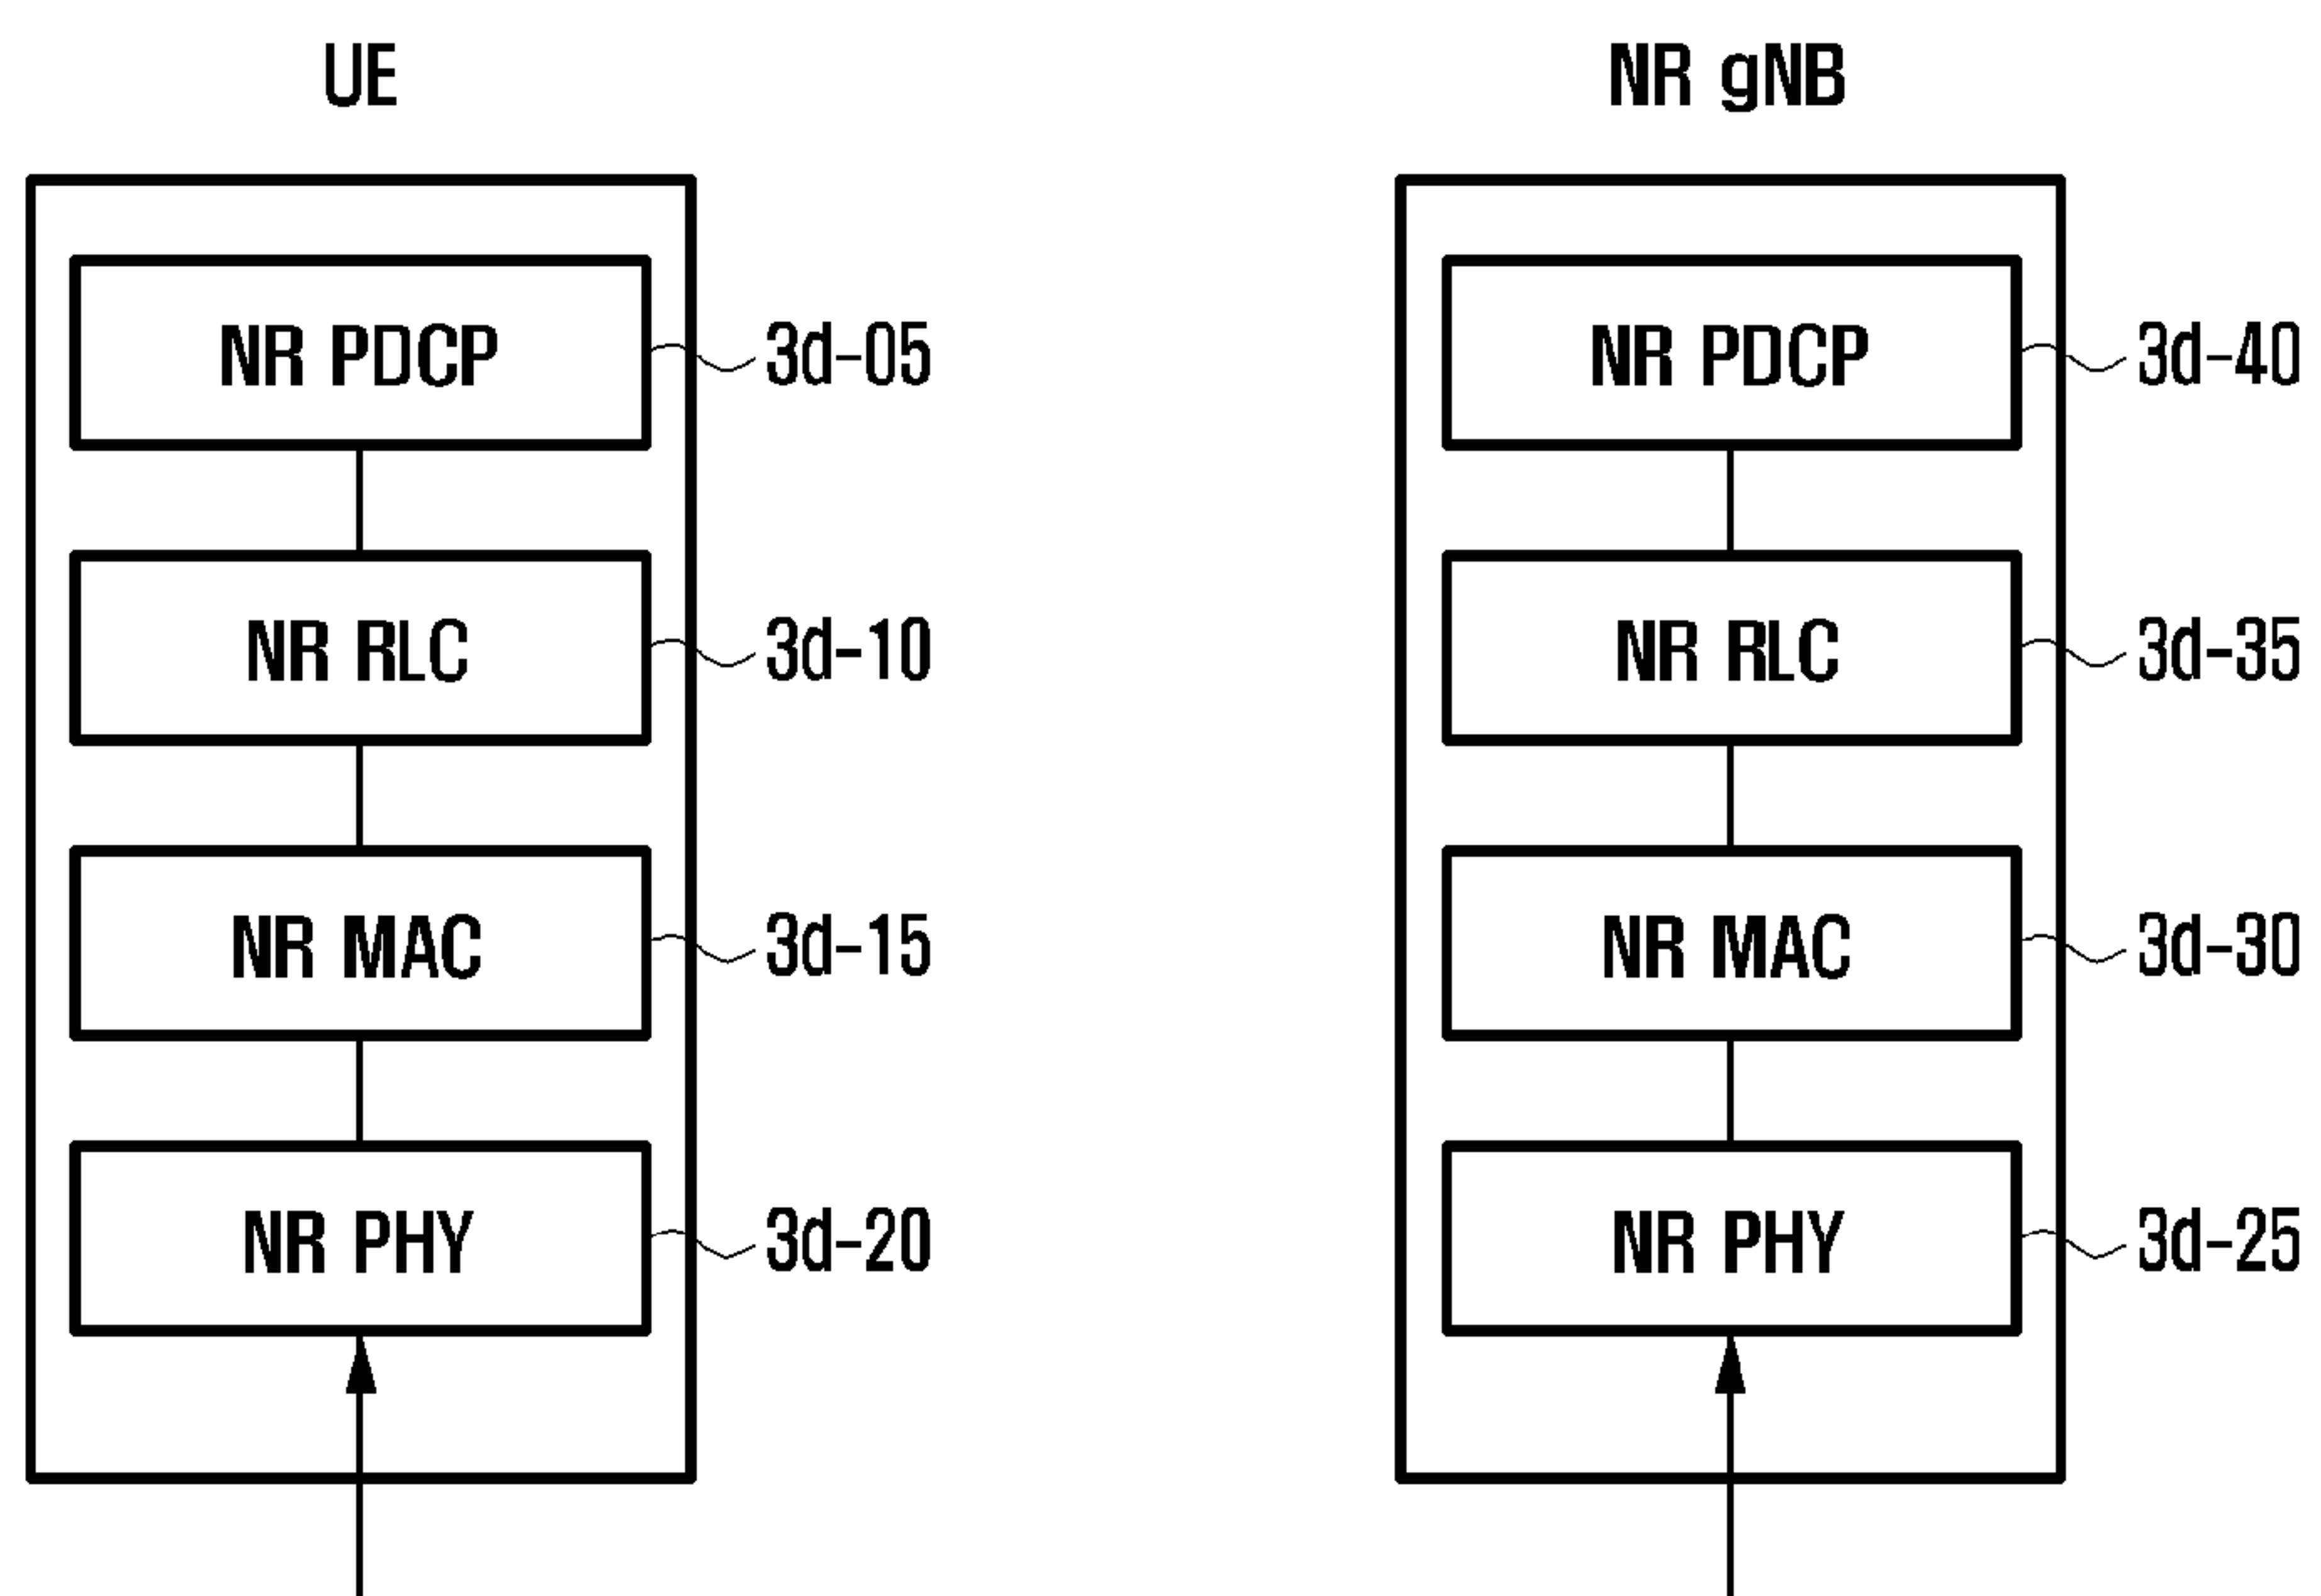 UE
NR gNB
NR PDCP
3d-05
NR PDCP
3d-40
NR RLC
3d-10
NR RLC
3d-35
NR MAC
3d-15
NR MAC
3d-30
NR PHY
3d-20
NR PHY
3d-25